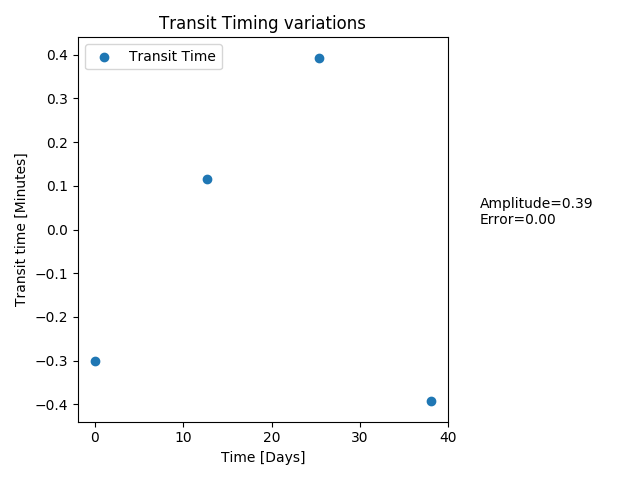 Transit Timing variations
Transit Time
0.4
0.3
0.2
0.1
0.0
−0.1
−0.2
−0.3
−0.4
Transit time [Minutes]
Amplitude=0.39
Error=0.00
0
10
20
30
40
Time [Days]